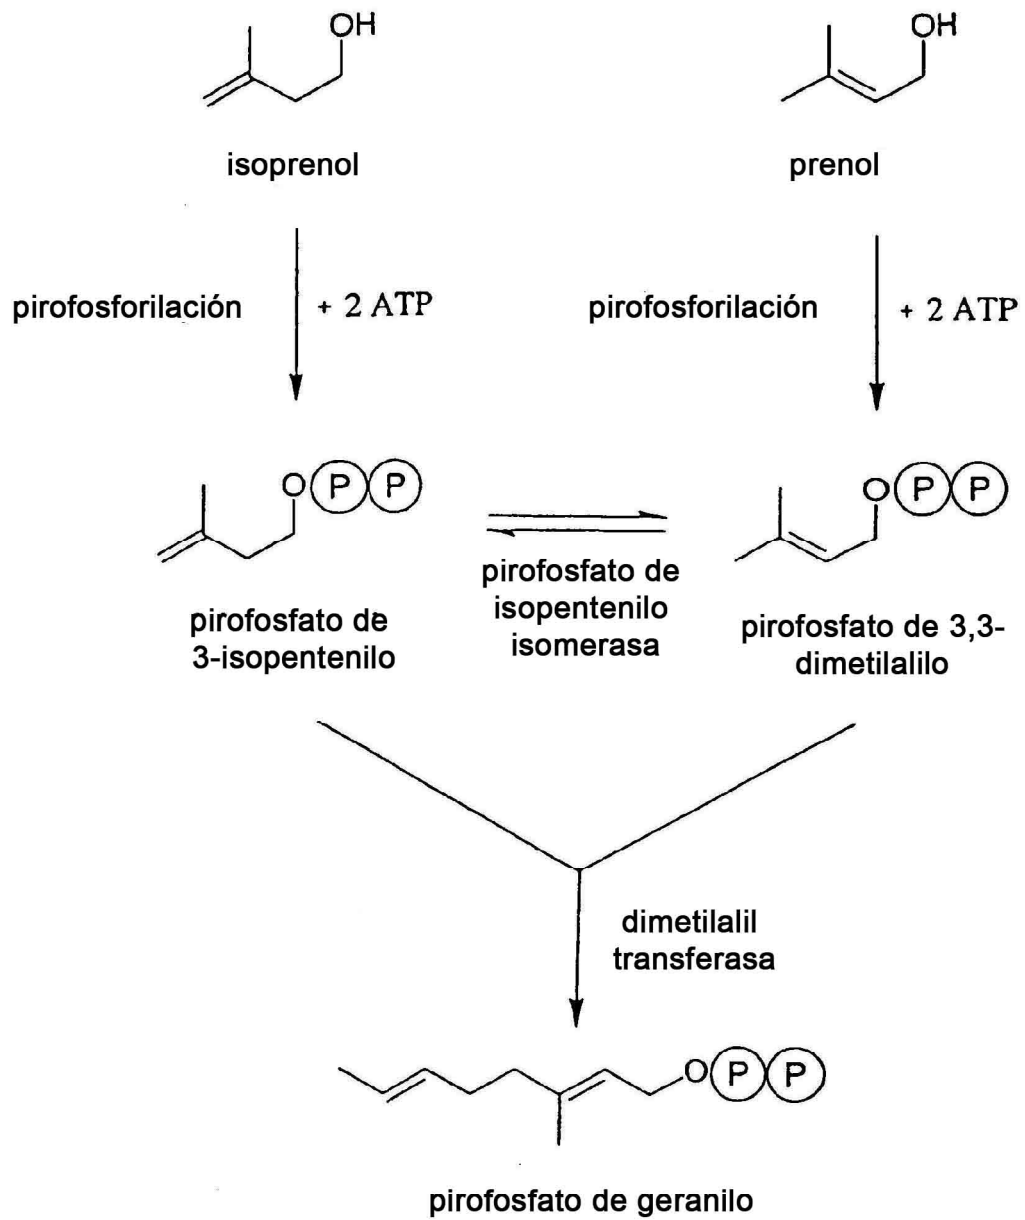 OH
OH
isoprenol
prenol
pirofosforilación
+ 2 ATP
pirofosforilación
+ 2 ATP
O P P
O P P
pirofosfato de
isopentenilo
isomerasa
pirofosfato de
3-isopentenilo
pirofosfato de 3,3-
dimetilalilo
dimetilalil
transferasa
O P P
pirofosfato de geranilo